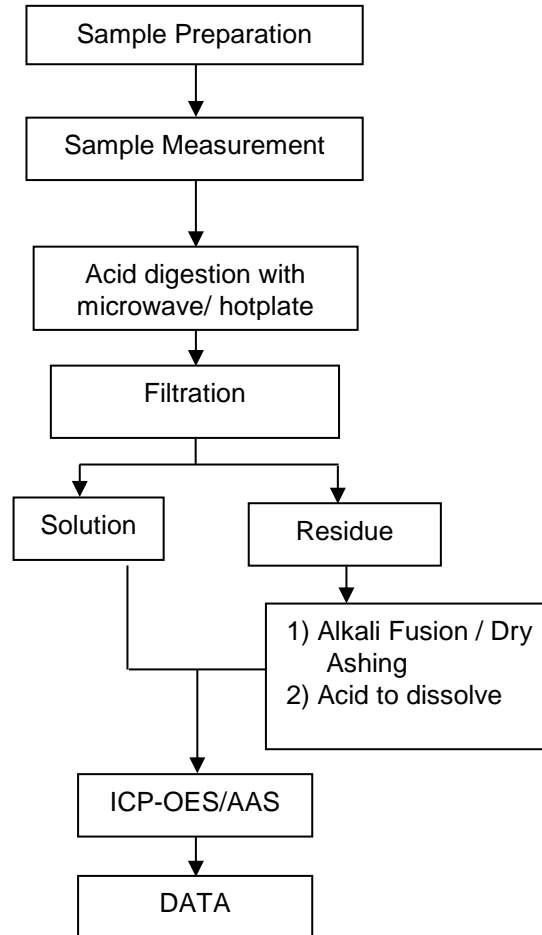 Sample Preparation
Sample Measurement
Acid digestion with
microwave/ hotplate
Filtration
Solution
Residue
1) Alkali Fusion / Dry
Ashing
2) Acid to dissolve
ICP-OES/AAS
DATA